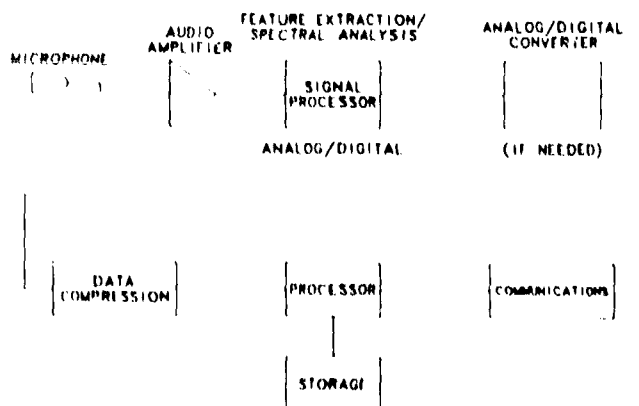 MICROPHONE
AUDIO
AMPLIFIER
FEATURE EXTRACTION/
SPECTRAL ANALYSIS
SIGNAL
PROCESSOR
ANALOG/DIGITAL
ANALOG/DIGITAL
CONVERTER
(IF NEEDED)
DATA
COMPRESSION
PROCESSOR
COMMUNICATIONS
STORAGE